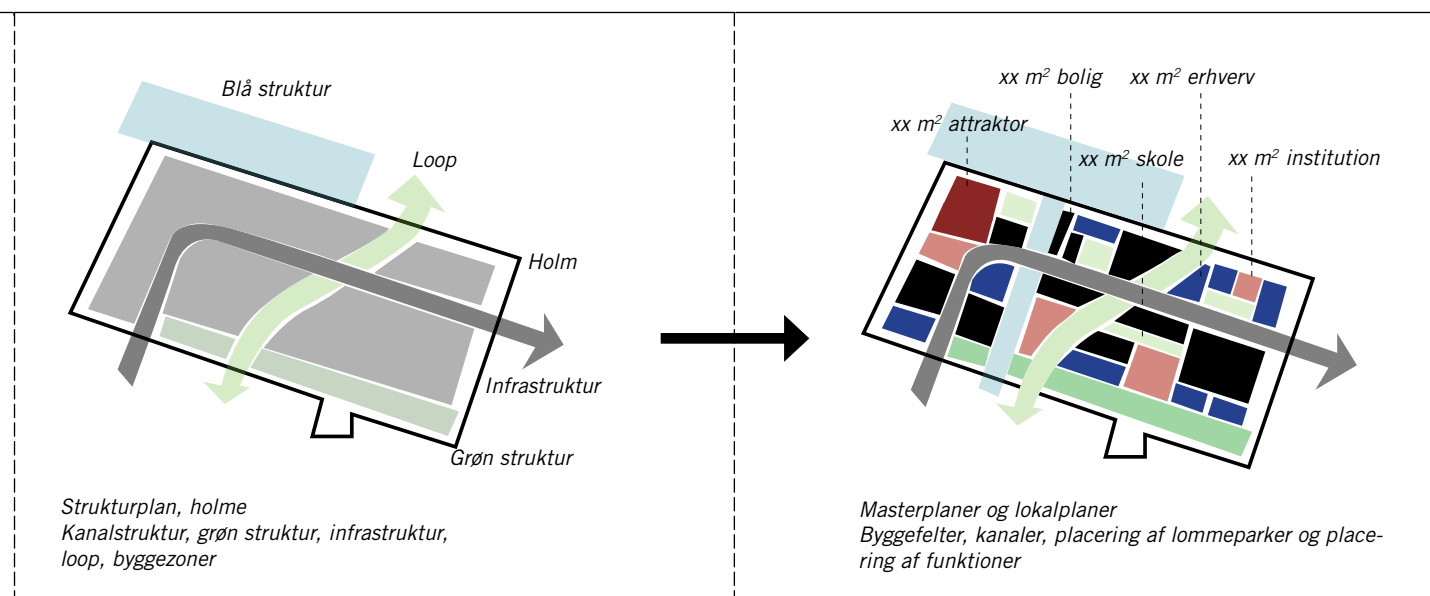 Blå struktur
Loop
Holm
Infrastruktur
Grøn struktur
Strukturplan, holme
Kanalstruktur, grøn struktur, infrastruktur,
loop, byggezoner
xx m² bolig
xx m² erhverv
xx m² attraktor
xx m² skole
xx m² institution
Masterplaner og lokalplaner
Byggefelter, kanaler, placering af lommeparker og place-
ring af funktioner